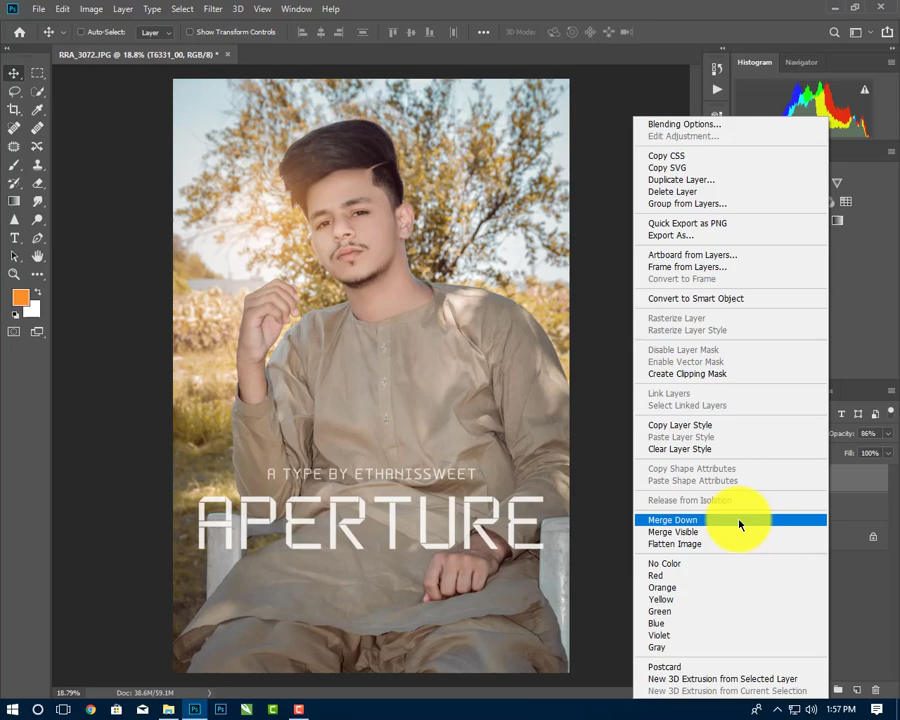 Ps File Edit Image Layer Type Select Filter 3D View Window Help
Auto-Select: Layer Show Transform Controls 3D Mode:
RRA_3072.JPG @ 18.8% (T6331_00, RGB/8) *
Histogram Navigator
A TYPE BY ETHANISSWEET
APERTURE
Blending Options...
Edit Adjustment...
Copy CSS
Copy SVG
Duplicate Layer...
Delete Layer
Group from Layers...
Quick Export as PNG
Export As...
Artboard from Layers...
Frame from Layers...
Convert to Frame
Convert to Smart Object
Rasterize Layer
Rasterize Layer Style
Disable Layer Mask
Enable Vector Mask
Create Clipping Mask
Link Layers
Select Linked Layers
Copy Layer Style
Paste Layer Style
Clear Layer Style
Copy Shape Attributes
Paste Shape Attributes
Release from Isolation
Merge Down
Merge Visible
Flatten Image
No Color
Red
Orange
Yellow
Green
Blue
Violet
Gray
Postcard
New 3D Extrusion from Selected Layer
New 3D Extrusion from Current Selection
Opacity: 86%
Fill: 100%
18.79% Doc: 38.6M/59.1M
1:57 PM